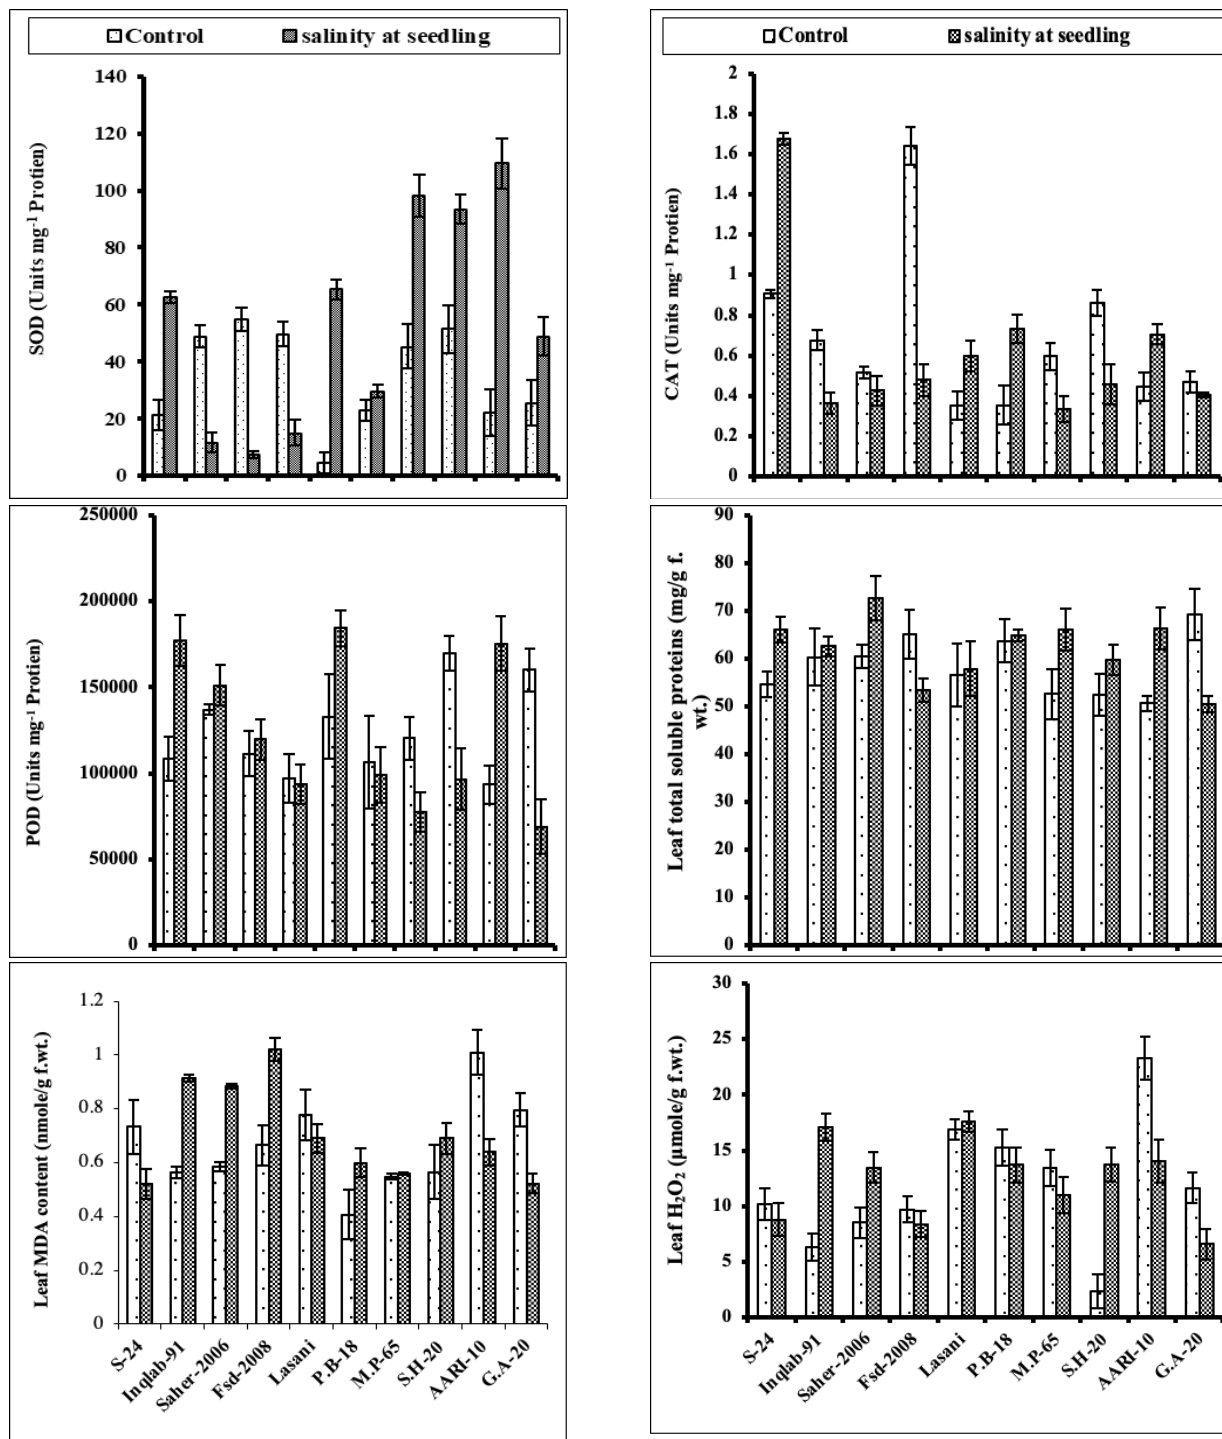 Control salinity at seedling
140
120
100
80
60
40
20
0
SOD (Units mg⁻¹ Protien)
Control salinity at seedling
2
1.8
1.6
1.4
1.2
1
0.8
0.6
0.4
0.2
0
CAT (Units mg⁻¹ Protien)
250000
200000
150000
100000
50000
0
POD (Units mg⁻¹ Protien)
90
80
70
60
50
40
30
20
10
0
Leaf total soluble proteins (mg/g f.
wt.)
1.2
1
0.8
0.6
0.4
0.2
0
Leaf MDA content (nmole/g f.wt.)
S-24
Inqlab-91
Saher-2006
Fsd-2008
Lasani
P.B-18
M.P-65
S.H-20
AARI-10
G.A-20
30
25
20
15
10
5
0
Leaf H₂O₂ (µmole/g f.wt.)
S-24
Inqlab-91
Saher-2006
Fsd-2008
Lasani
P.B-18
M.P-65
S.H-20
AARI-10
G.A-20